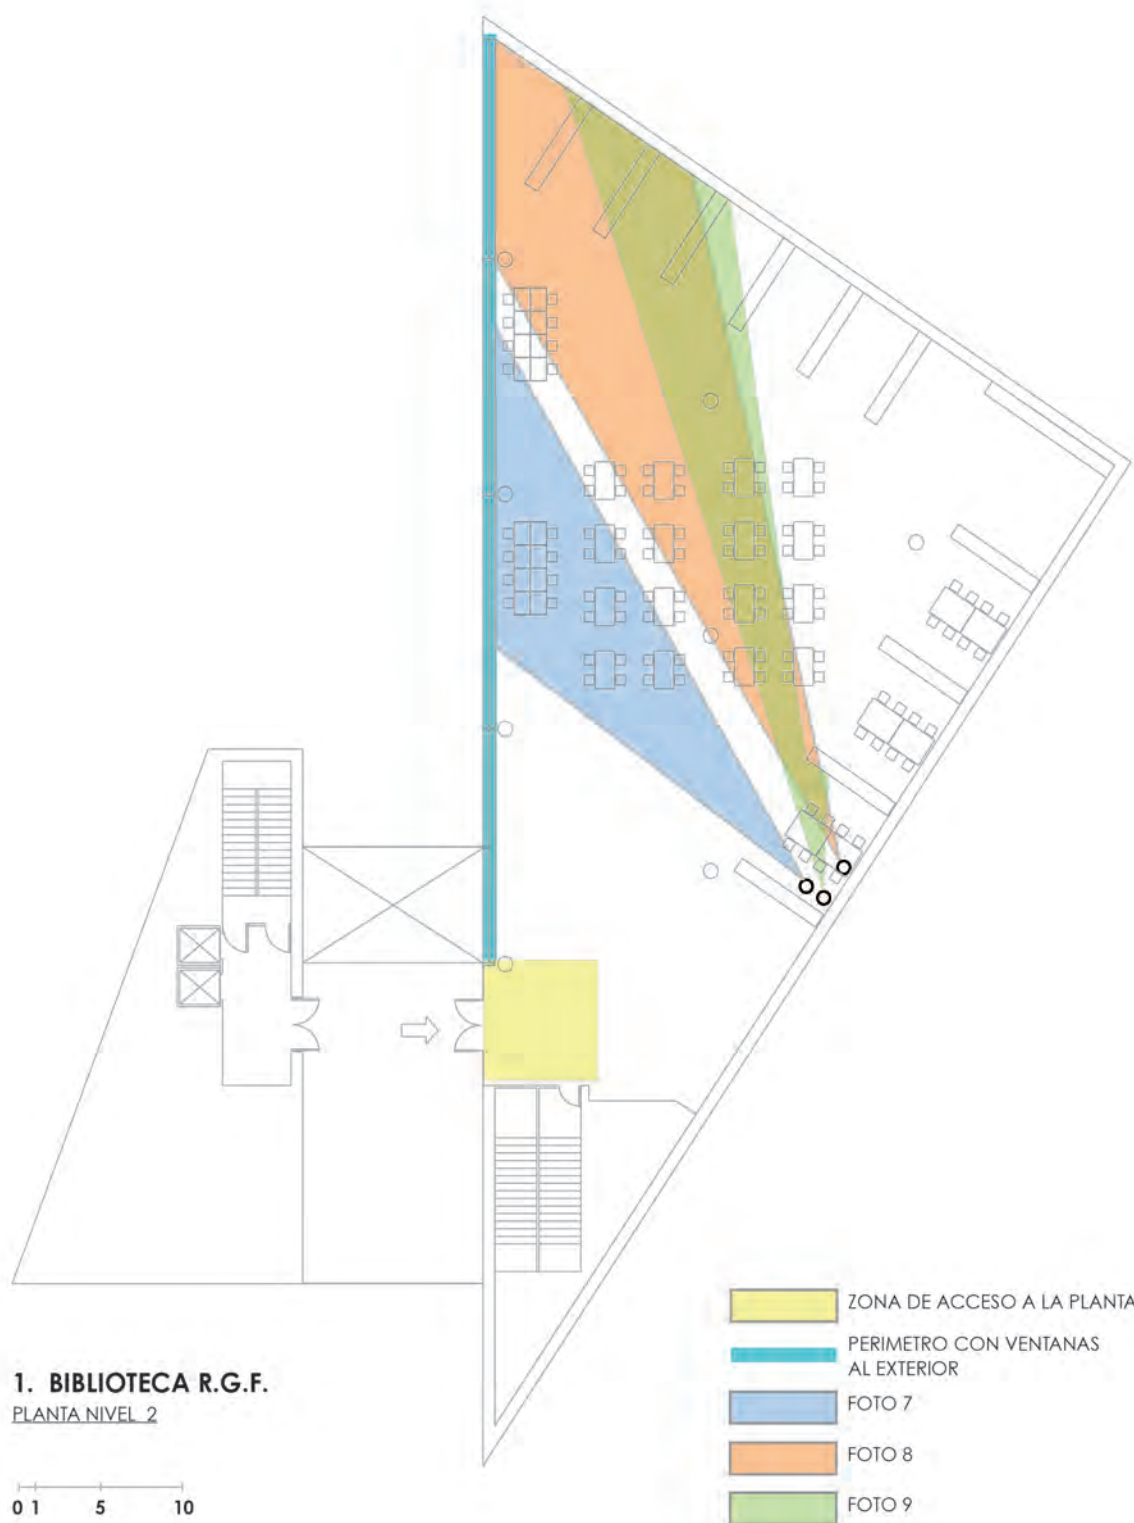 ZONA DE ACCESO A LA PLANTA
PERIMETRO CON VENTANAS
AL EXTERIOR
FOTO 7
FOTO 8
FOTO 9
1. BIBLIOTECA R.G.F.
PLANTA NIVEL 2
0 1 5 10